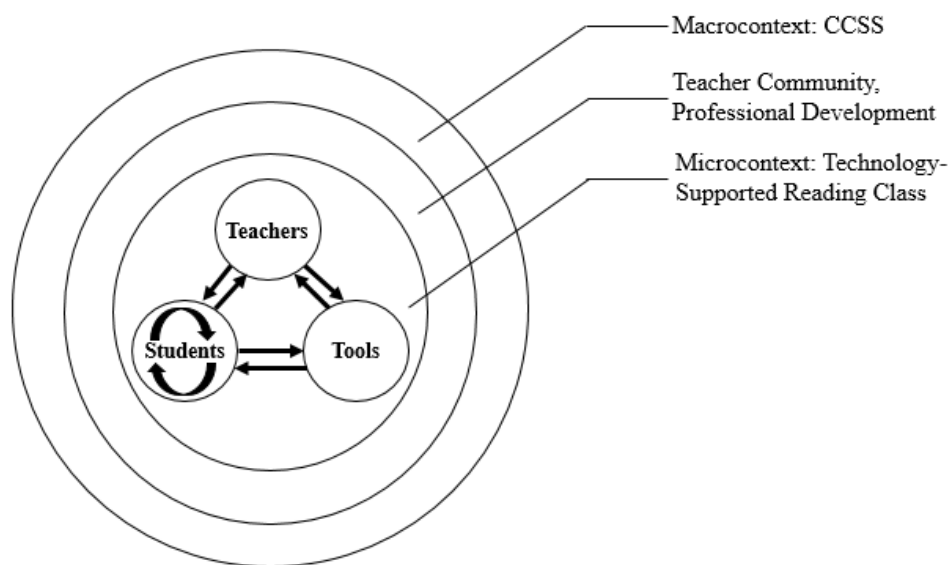 Macrocontext: CCSS
Teacher Community,
Professional Development
Microcontext: Technology-
Supported Reading Class
Teachers
Students
Tools